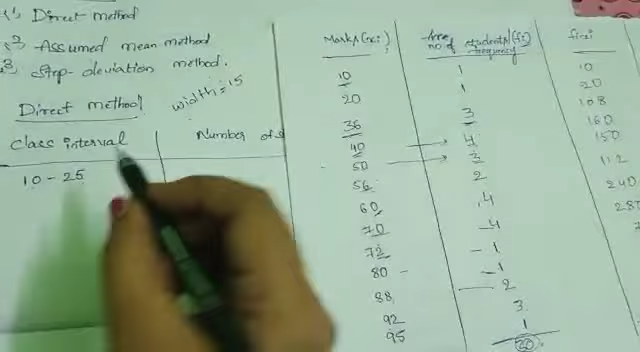 (1) Direct method
(2) Assumed mean method
(3) Step-deviation method.
width=15
Direct method
Class interval
Number of s
10-25
Marks(xi)
no of students(fi)
frequency
fixi
10 1 10
20 1 20
36 3 108
40 → 4 160
50 → 3 150
56 2 112
60 4 240
70 4 280
72 1
80 - 1
88 2
92 3
95 1